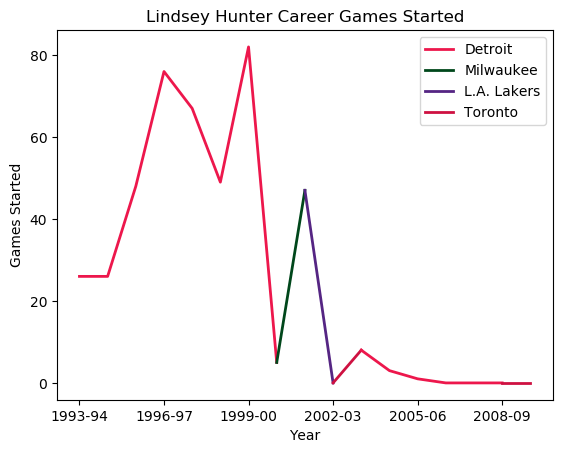 Lindsey Hunter Career Games Started
Detroit
Milwaukee
L.A. Lakers
Toronto
Games Started
80
60
40
20
0
1993-94 1996-97 1999-00 2002-03 2005-06 2008-09
Year